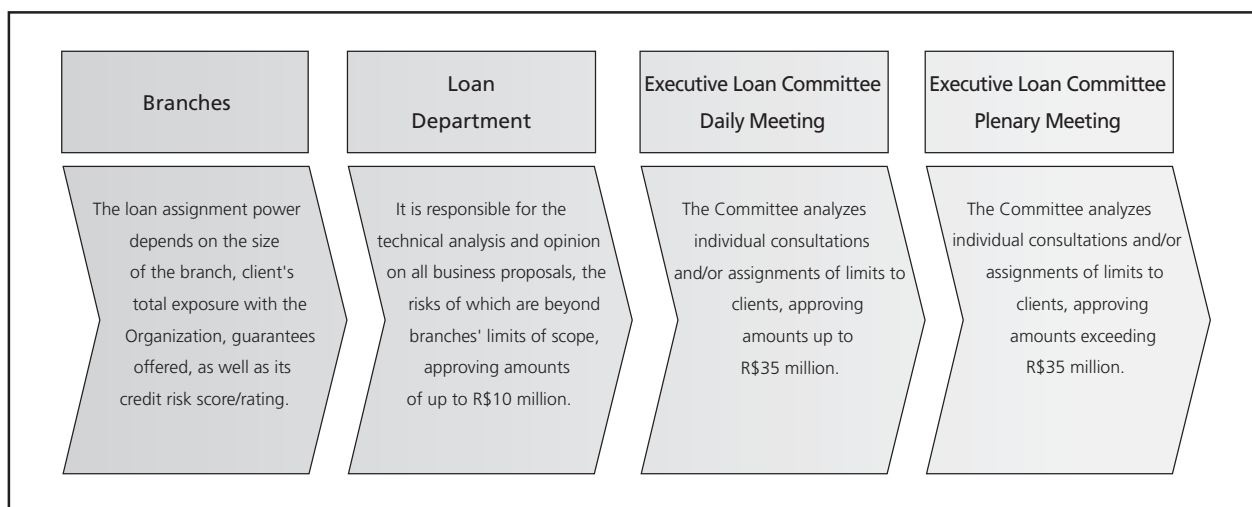 Branches
Loan
Department
Executive Loan Committee
Daily Meeting
Executive Loan Committee
Plenary Meeting
The loan assignment power
depends on the size
of the branch, client's
total exposure with the
Organization, guarantees
offered, as well as its
credit risk score/rating.
It is responsible for the
technical analysis and opinion
on all business proposals, the
risks of which are beyond
branches' limits of scope,
approving amounts
of up to R$10 million.
The Committee analyzes
individual consultations
and/or assignments of limits to
clients, approving
amounts up to
R$35 million.
The Committee analyzes
individual consultations and/or
assignments of limits to
clients, approving
amounts exceeding
R$35 million.